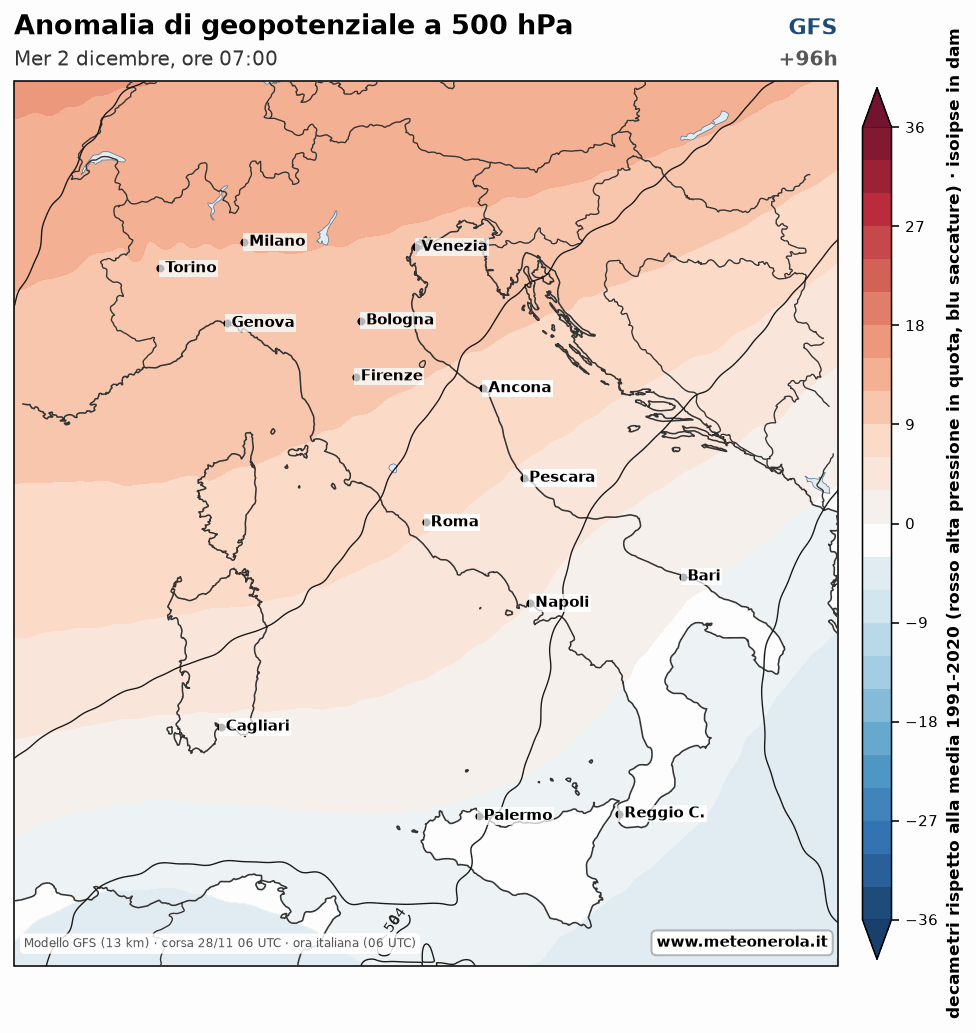 Anomalia di geopotenziale a 500 hPa
GFS
Mer 2 dicembre, ore 07:00
+96h
Milano
Venezia
Torino
Genova
Bologna
Firenze
Ancona
Pescara
Roma
Bari
Napoli
Cagliari
Palermo
Reggio C.
504
Modello GFS (13 km) · corsa 28/11 06 UTC · ora italiana (06 UTC)
www.meteonerola.it
36
27
18
9
0
−9
−18
−27
−36
decametri rispetto alla media 1991-2020 (rosso alta pressione in quota, blu saccature) · isoipse in dam